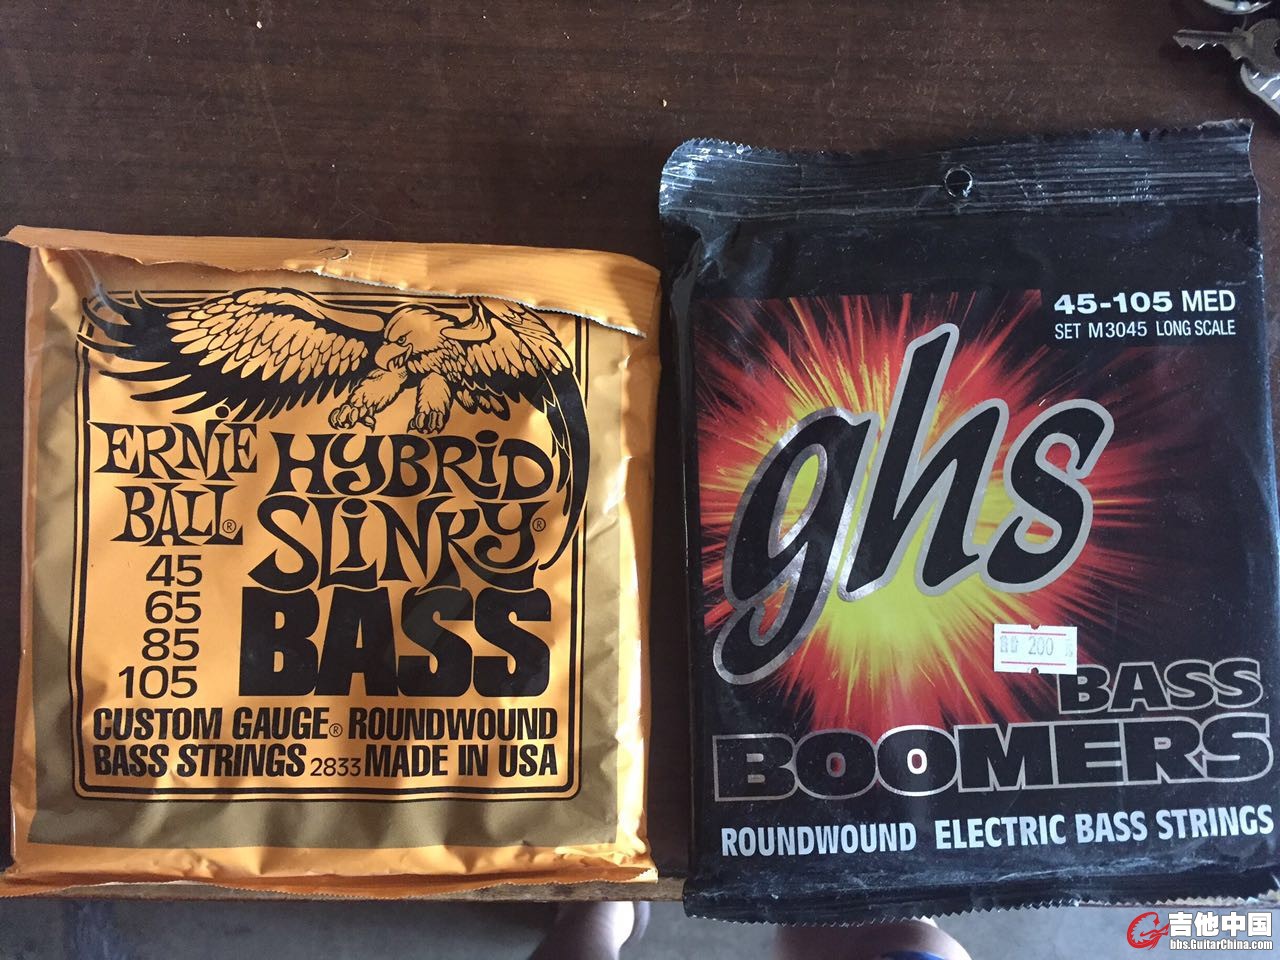 ERNIE
BALL®
HYBRID
SLINKY®
BASS
45
65
85
105
CUSTOM GAUGE® ROUNDWOUND
BASS STRINGS 2833 MADE IN USA
45-105 MED
SET M3045 LONG SCALE
ghs
200
BASS
BOOMERS
ROUNDWOUND ELECTRIC BASS STRINGS
吉他中国
bbs.GuitarChina.com